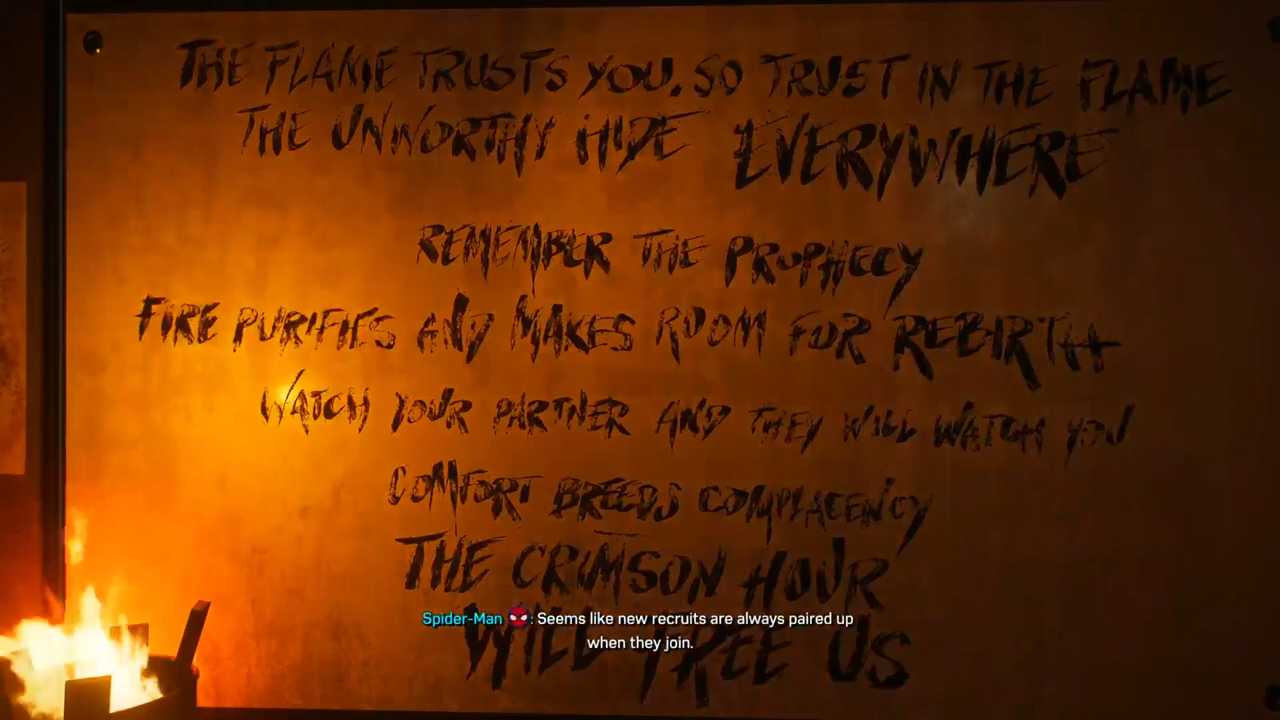 THE FLAME TRUSTS YOU. SO TRUST IN THE FLAME
THE UNWORTHY HIDE EVERYWHERE
REMEMBER THE PROPHECY
FIRE PURIFIES AND MAKES ROOM FOR REBIRTH
WATCH YOUR PARTNER AND THEY WILL WATCH YOU
COMFORT BREEDS COMPLACENCY
THE CRIMSON HOUR
WILL FREE US
Spider-Man : Seems like new recruits are always paired up
when they join.